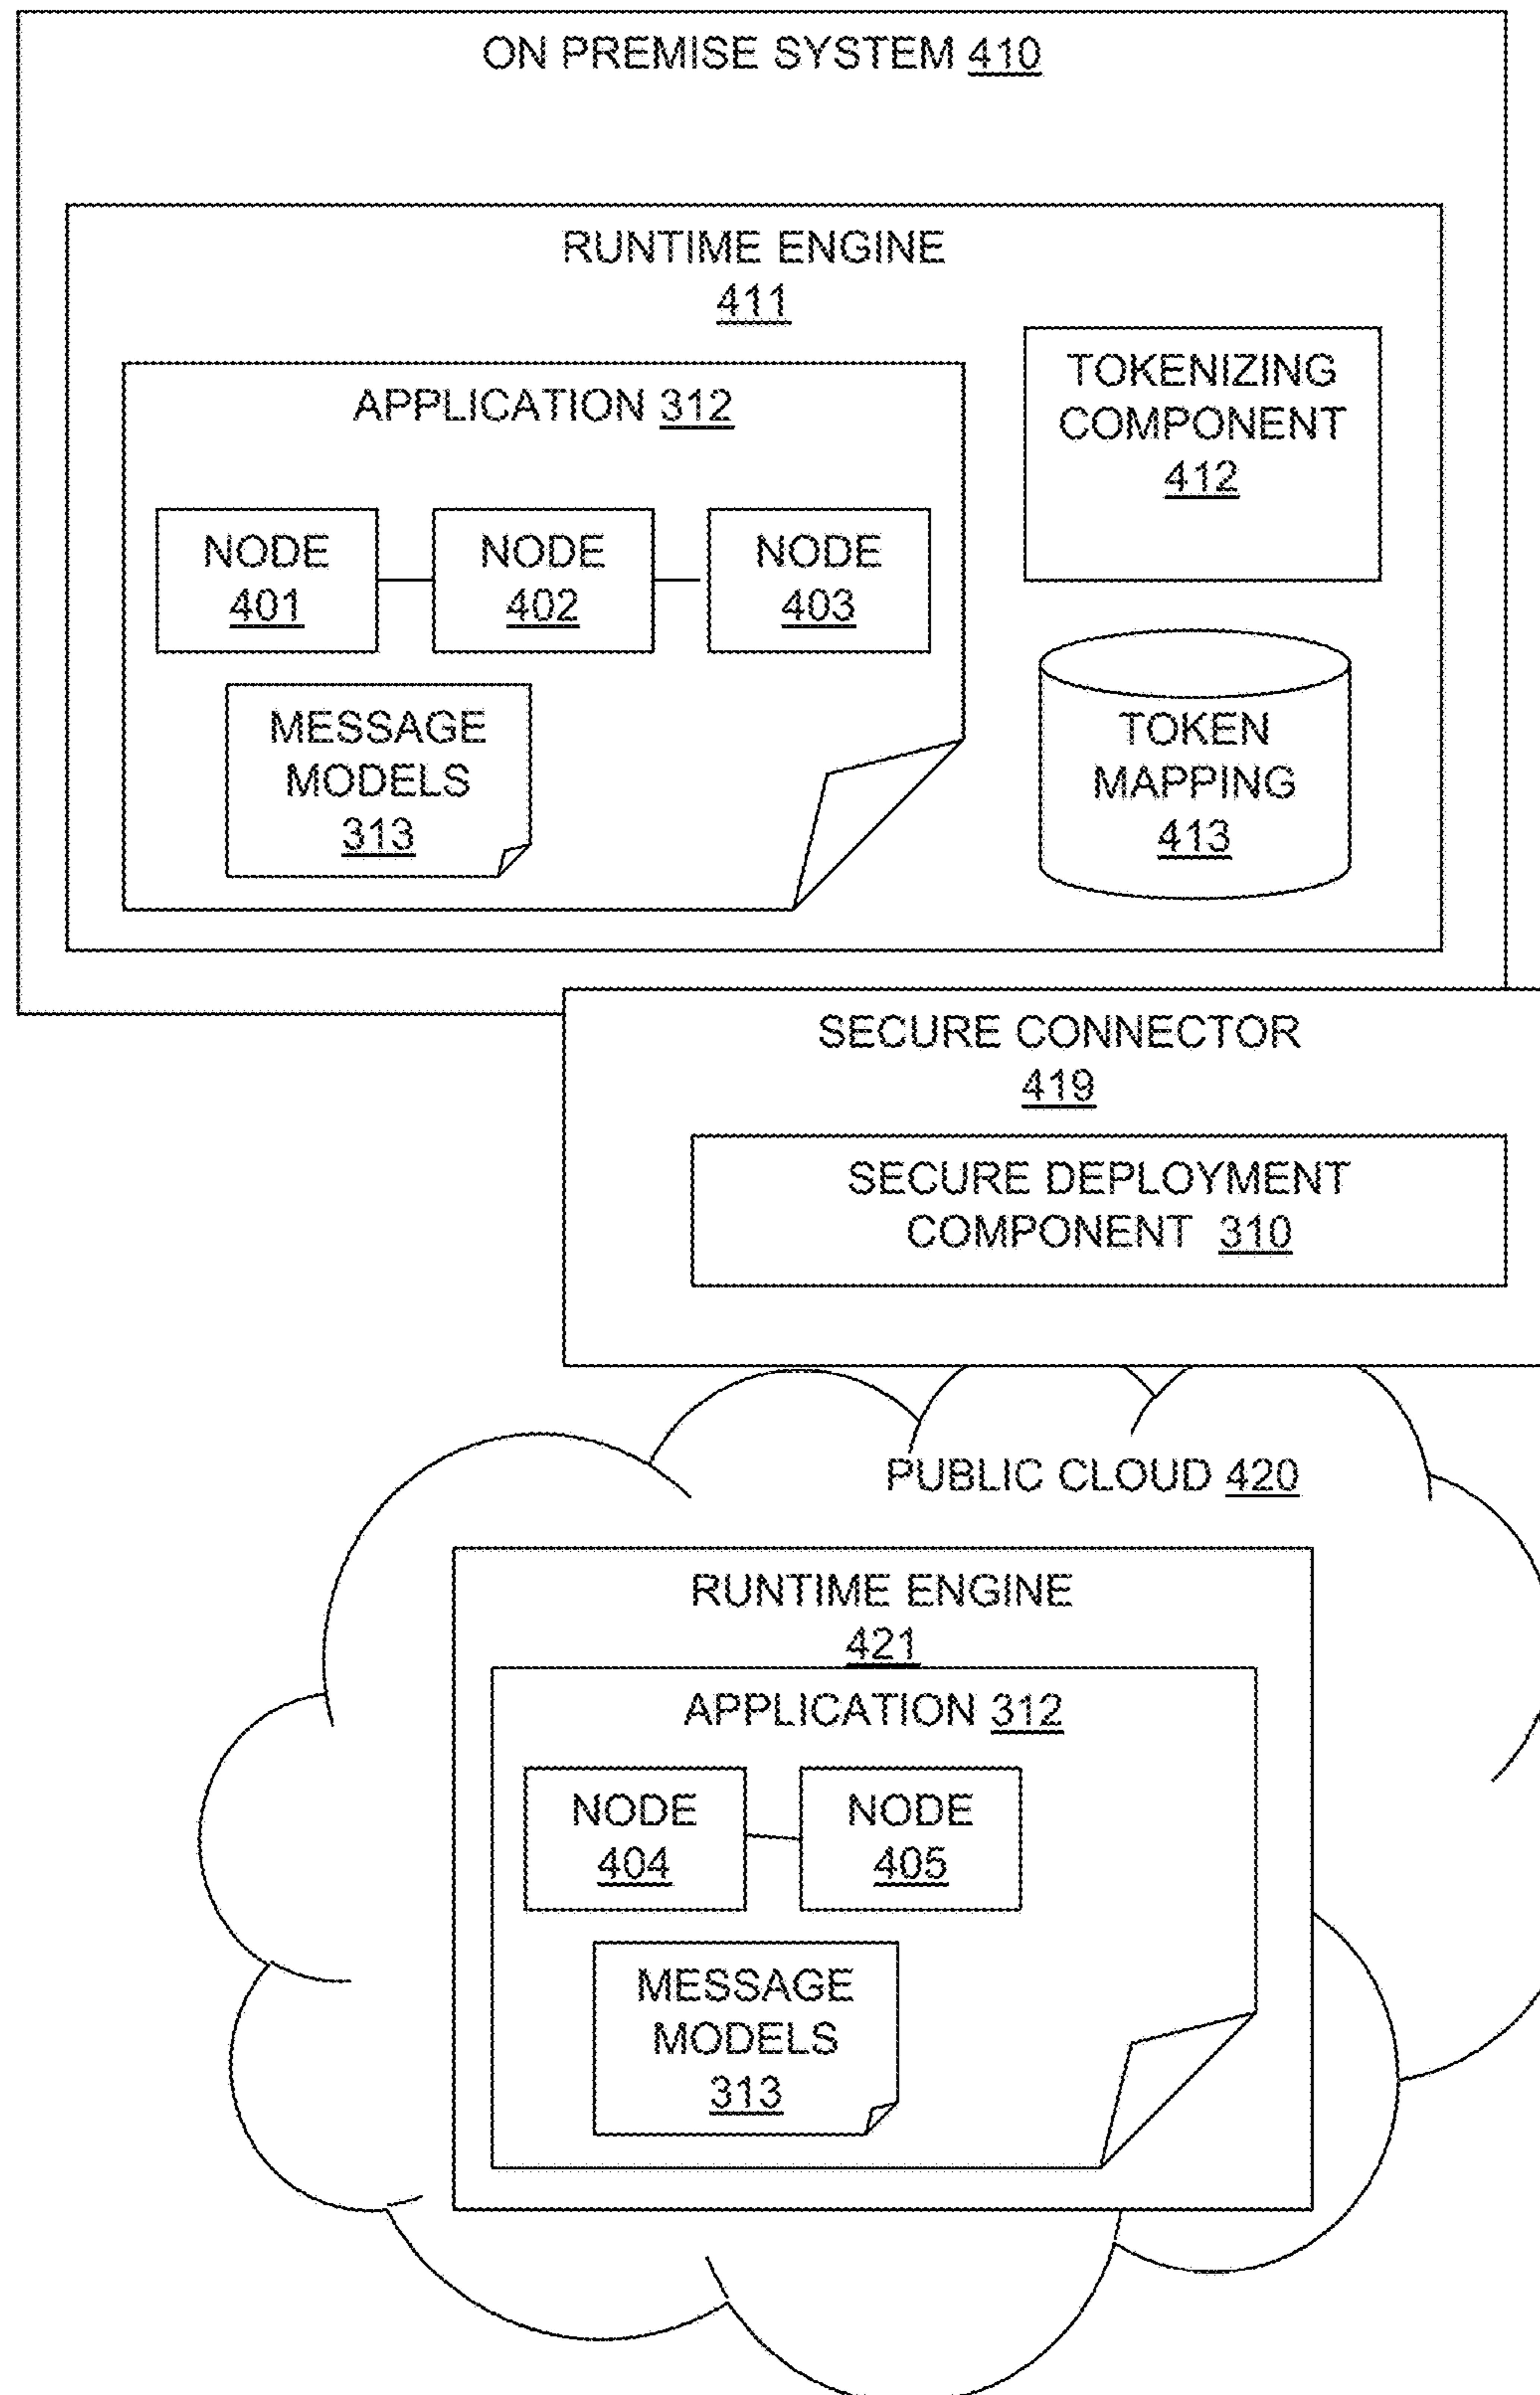 ON PREMISE SYSTEM 410
RUNTIME ENGINE
411
APPLICATION 312
TOKENIZING
COMPONENT
412
NODE
401
NODE
402
NODE
403
MESSAGE
MODELS
313
TOKEN
MAPPING
413
SECURE CONNECTOR
419
SECURE DEPLOYMENT
COMPONENT 310
PUBLIC CLOUD 420
RUNTIME ENGINE
421
APPLICATION 312
NODE
404
NODE
405
MESSAGE
MODELS
313